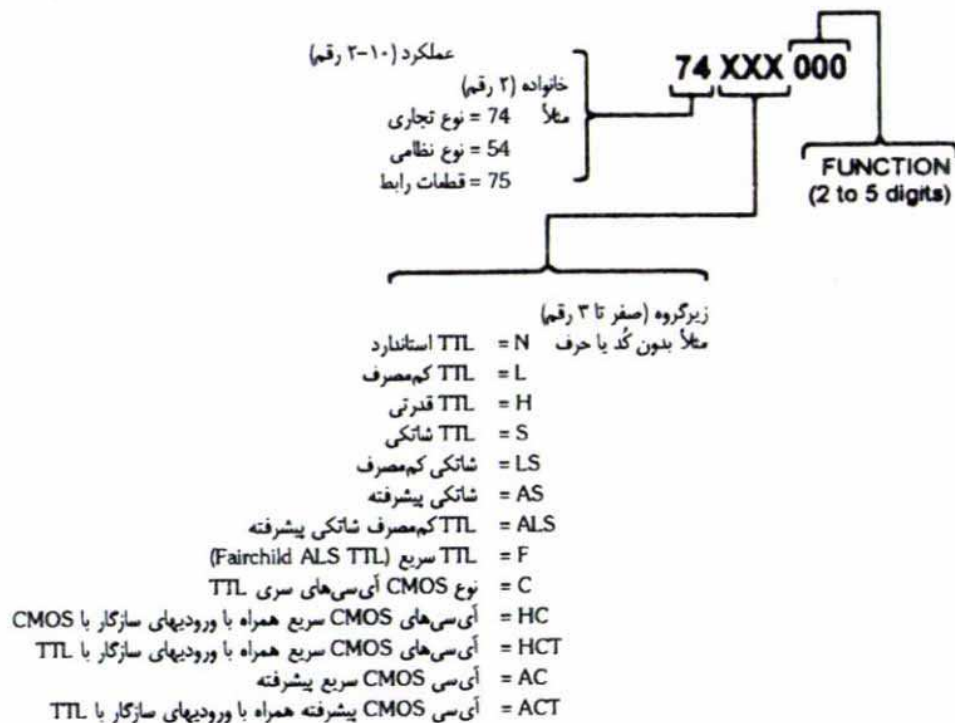 74 XXX 000
عملکرد (۱۰-۲ رقم)
خانواده (۲ رقم)
مثلاً 74 = نوع تجاری
54 = نوع نظامی
75 = قطعات رابط
FUNCTION
(2 to 5 digits)
زیرگروه (صفر تا ۳ رقم)
مثلاً بدون کُد یا حرف N = TTL استاندارد
L = TTL کم‌مصرف
H = TTL قدرتی
S = TTL شاتکی
LS = شاتکی کم‌مصرف
AS = شاتکی پیشرفته
ALS = TTL کم‌مصرف شاتکی پیشرفته
F = TTL سریع (Fairchild ALS TTL)
C = نوع CMOS آی‌سی‌های سری TTL
HC = آی‌سی‌های CMOS سریع همراه با ورودیهای سازگار با CMOS
HCT = آی‌سی‌های CMOS سریع همراه با ورودیهای سازگار با TTL
AC = آی‌سی CMOS سریع پیشرفته
ACT = آی‌سی CMOS پیشرفته همراه با ورودیهای سازگار با TTL